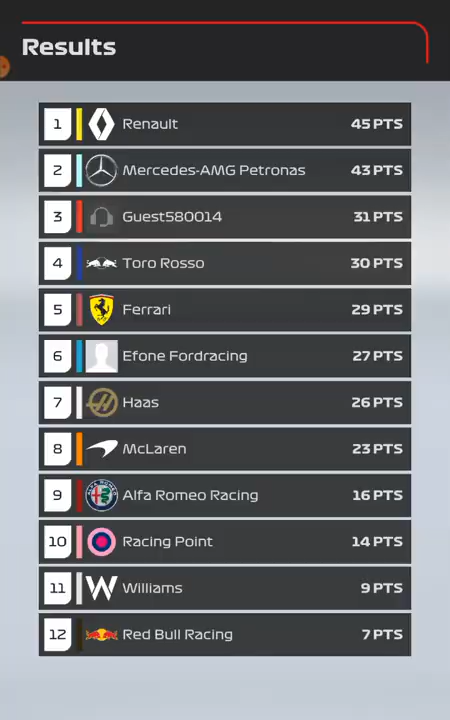 Results
1 Renault 45 PTS
2 Mercedes-AMG Petronas 43 PTS
3 Guest580014 31 PTS
4 Toro Rosso 30 PTS
5 Ferrari 29 PTS
6 Efone Fordracing 27 PTS
7 Haas 26 PTS
8 McLaren 23 PTS
9 Alfa Romeo Racing 16 PTS
10 Racing Point 14 PTS
11 Williams 9 PTS
12 Red Bull Racing 7 PTS